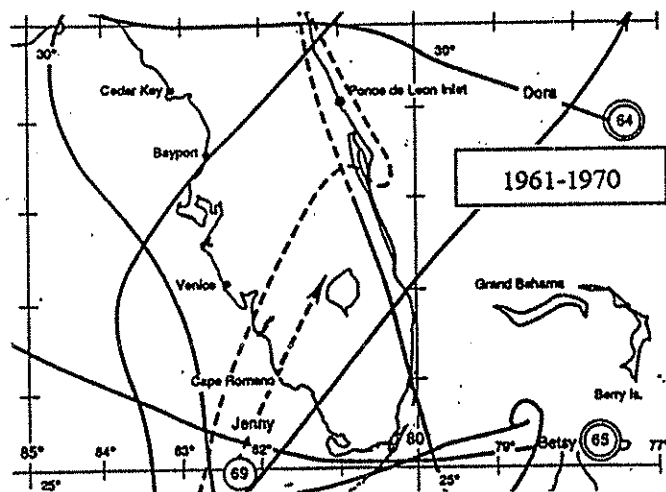 30°
30°
Cedar Key
Ponce de Leon Inlet
Dora
64
Bayport
1961-1970
Venice
Grand Bahama
Cape Romano
Berry Is.
Jenny
85°
84°
83°
82°
80
79°
Betsy
65
77°
25°
69
25°